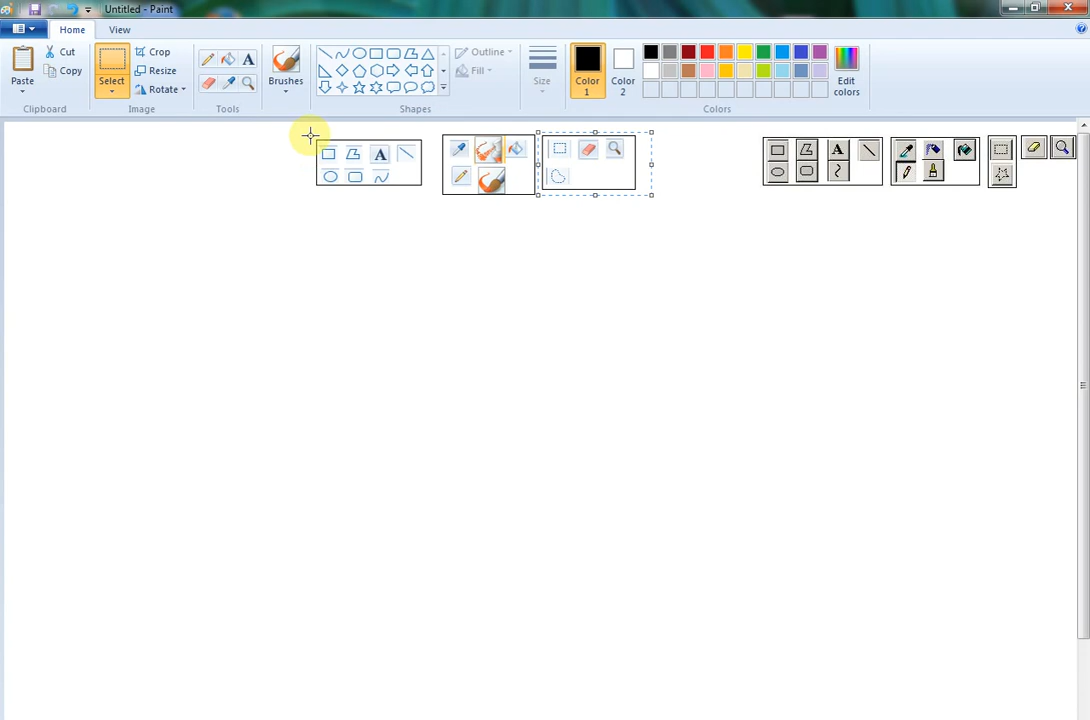 Untitled - Paint
Home View
Paste
Cut
Copy
Clipboard
Select
Crop
Resize
Rotate
Image
A
Tools
Brushes
Outline
Fill
Shapes
Size
Color 1
Color 2
Edit colors
Colors
A
A